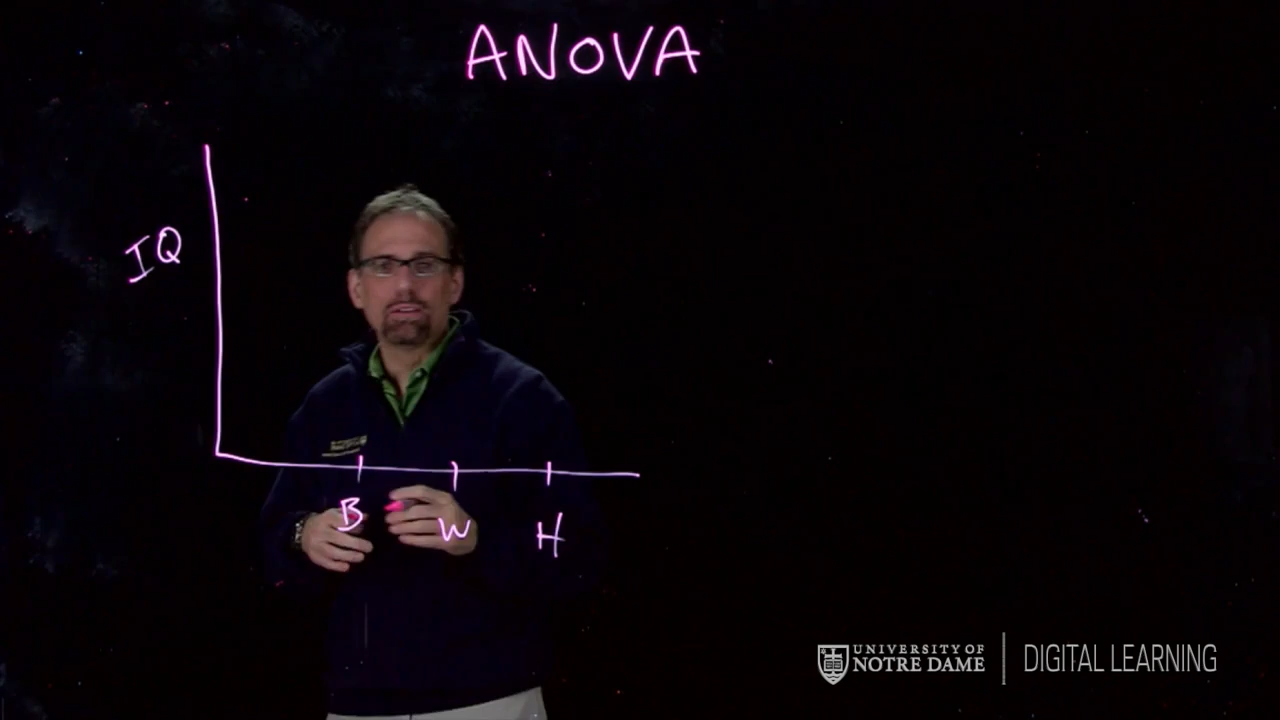 ANOVA
IQ
B W H
UNIVERSITY OF
NOTRE DAME
DIGITAL LEARNING